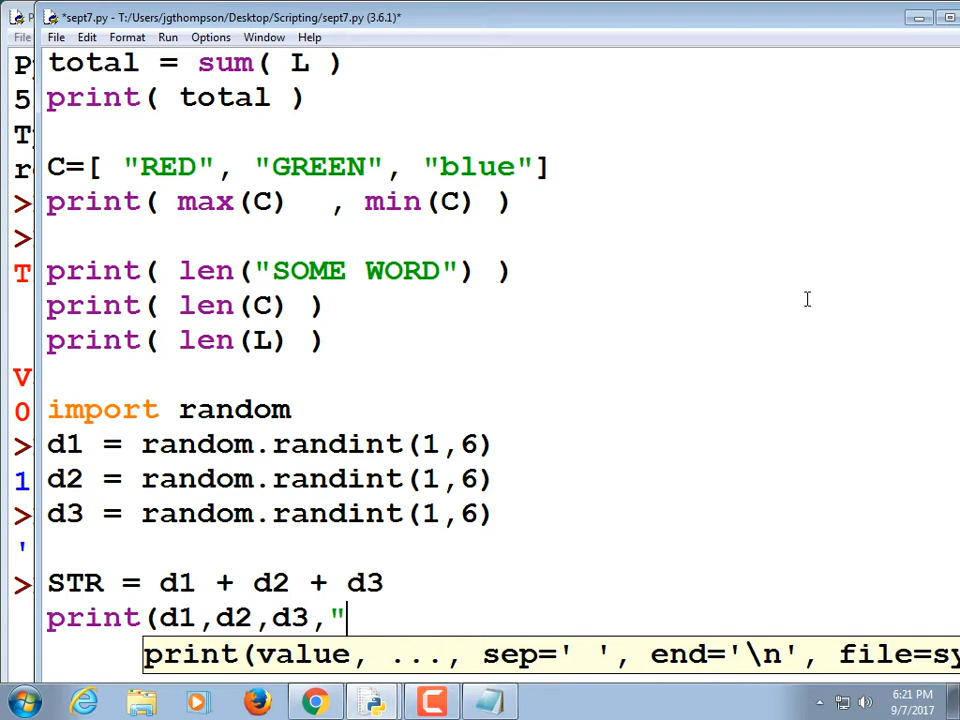 *sept7.py - T:/Users/jgthompson/Desktop/Scripting/sept7.py (3.6.1)*
File Edit Format Run Options Window Help
total = sum( L )
print( total )
C=[ "RED", "GREEN", "blue"]
print( max(C)  , min(C) )
print( len("SOME WORD") )
print( len(C) )
print( len(L) )
import random
d1 = random.randint(1,6)
d2 = random.randint(1,6)
d3 = random.randint(1,6)
STR = d1 + d2 + d3
print(d1,d2,d3,"
print(value, ..., sep=' ', end='\n', file=sy
6:21 PM
9/7/2017